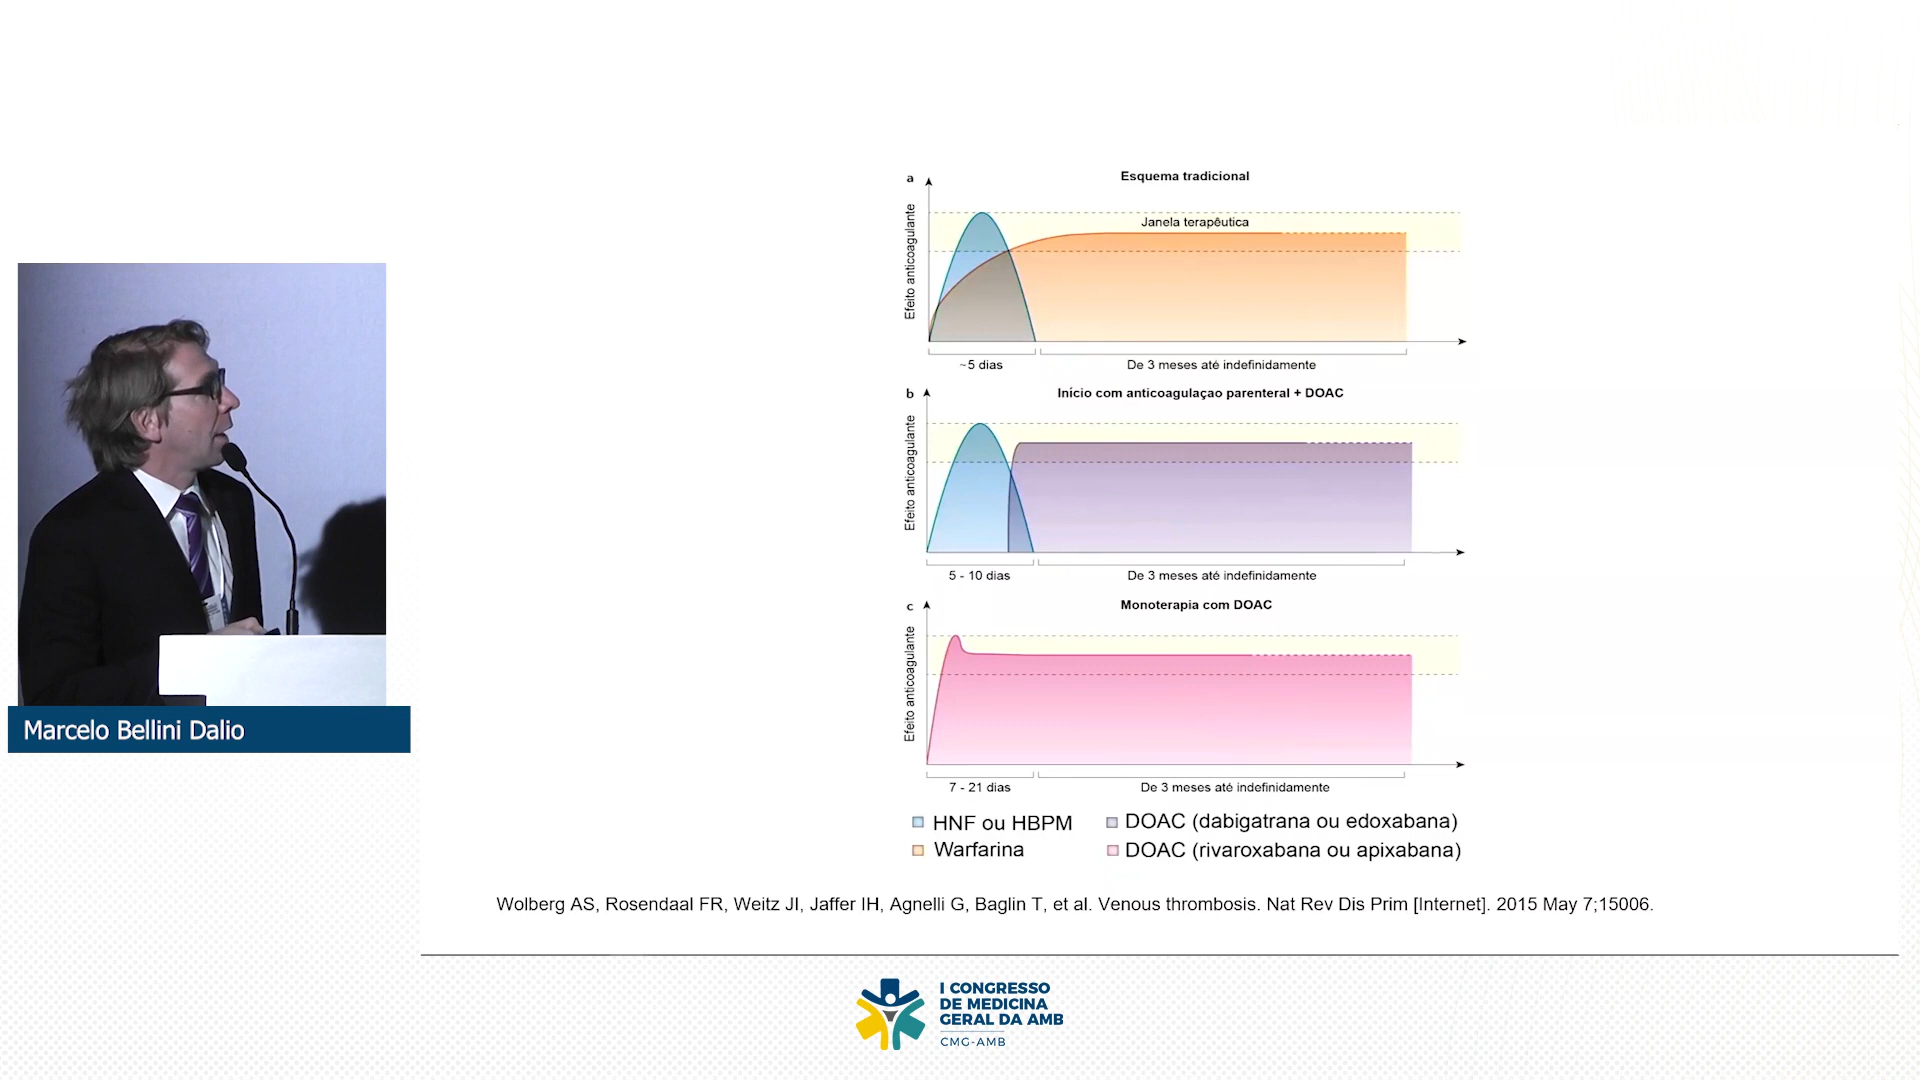 a
Esquema tradicional
Janela terapêutica
Efeito anticoagulante
~5 dias
De 3 meses até indefinidamente
b
Início com anticoagulaçao parenteral + DOAC
Efeito anticoagulante
5 - 10 dias
De 3 meses até indefinidamente
c
Monoterapia com DOAC
Efeito anticoagulante
7 - 21 dias
De 3 meses até indefinidamente
HNF ou HBPM
DOAC (dabigatrana ou edoxabana)
Warfarina
DOAC (rivaroxabana ou apixabana)
Marcelo Bellini Dalio
Wolberg AS, Rosendaal FR, Weitz JI, Jaffer IH, Agnelli G, Baglin T, et al. Venous thrombosis. Nat Rev Dis Prim [Internet]. 2015 May 7;15006.
I CONGRESSO
DE MEDICINA
GERAL DA AMB
CMG-AMB